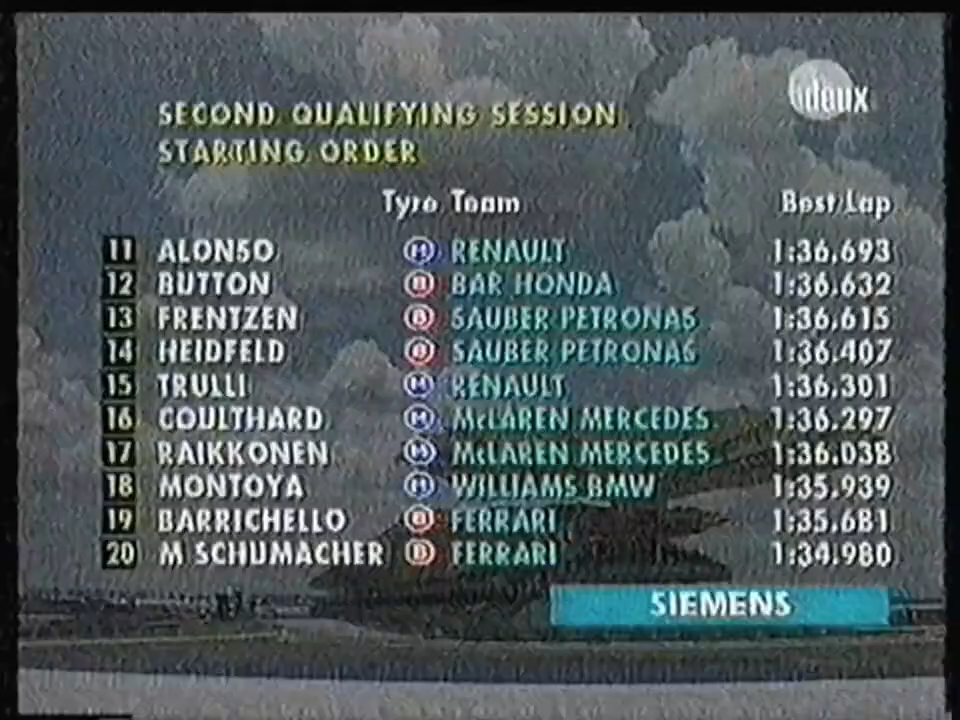 deux
SECOND QUALIFYING SESSION
STARTING ORDER
Tyre Team Best Lap
11 ALONSO M RENAULT 1:36.693
12 BUTTON B BAR HONDA 1:36.632
13 FRENTZEN B SAUBER PETRONAS 1:36.615
14 HEIDFELD B SAUBER PETRONAS 1:36.407
15 TRULLI M RENAULT 1:36.301
16 COULTHARD M McLAREN MERCEDES 1:36.297
17 RAIKKONEN M McLAREN MERCEDES 1:36.038
18 MONTOYA M WILLIAMS BMW 1:35.939
19 BARRICHELLO B FERRARI 1:35.681
20 M SCHUMACHER B FERRARI 1:34.980
SIEMENS